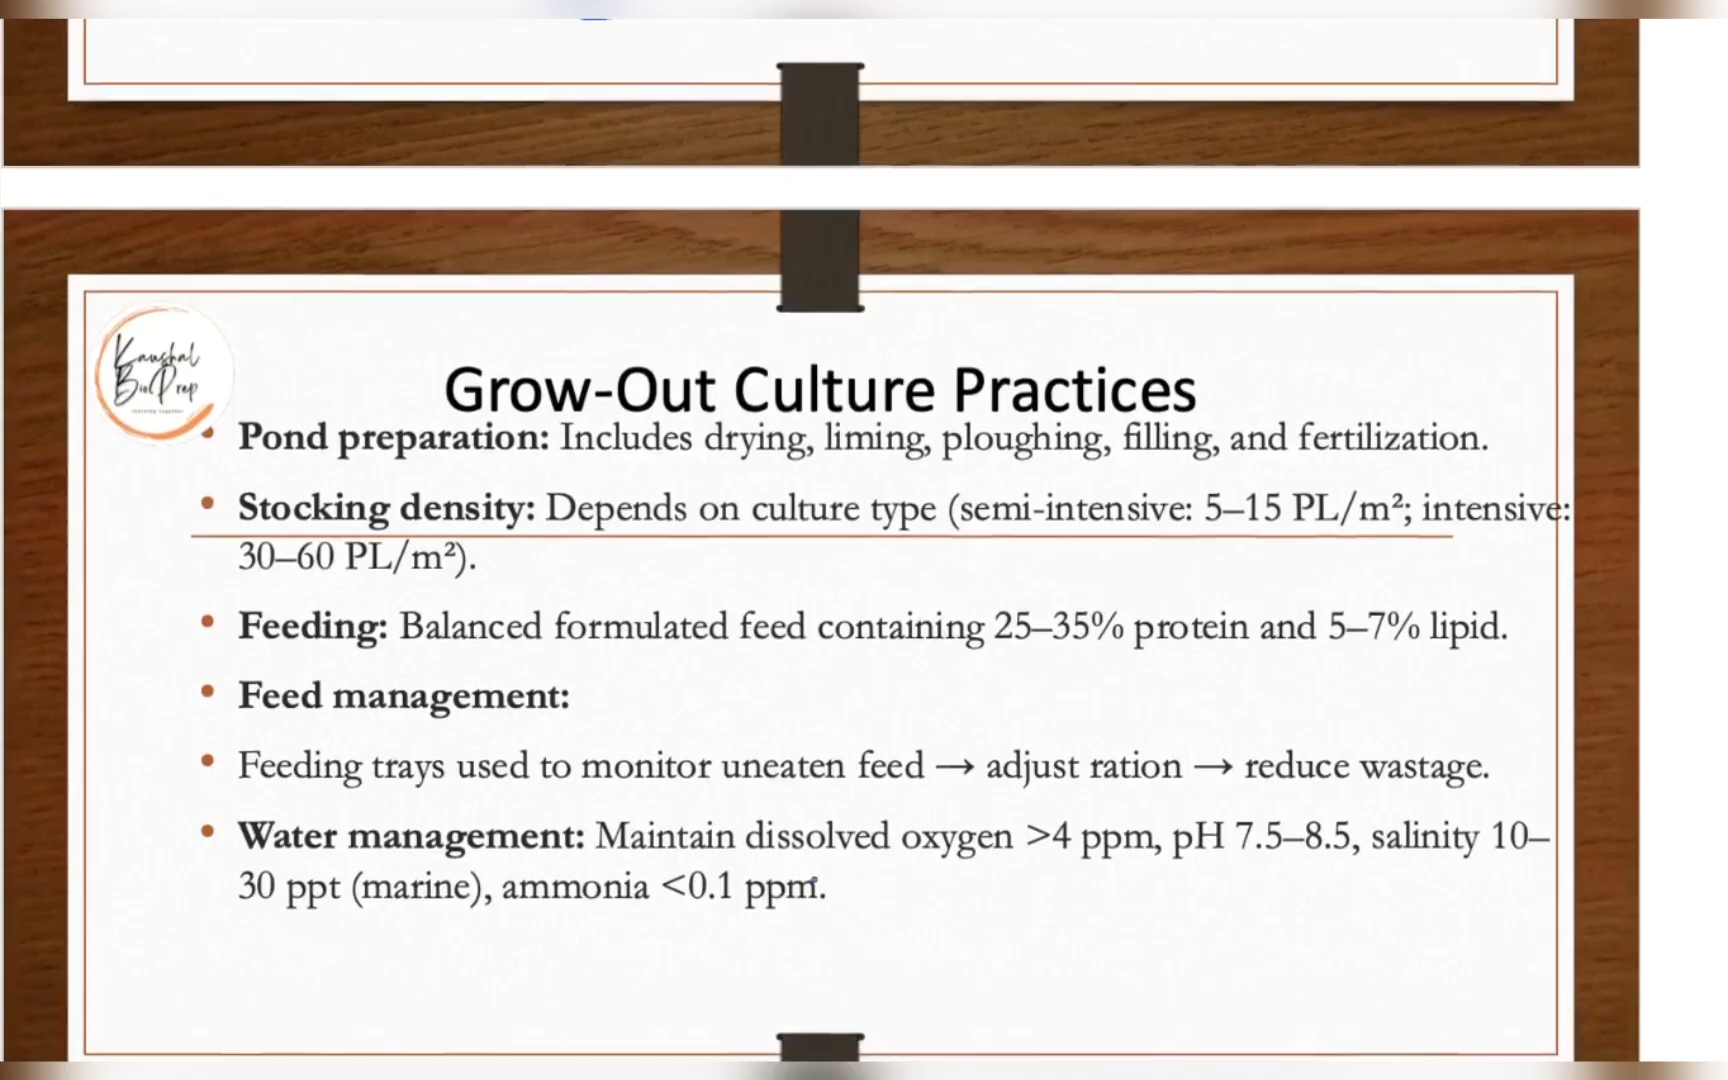 Kaushal
BioPrep
Grow-Out Culture Practices
• Pond preparation: Includes drying, liming, ploughing, filling, and fertilization.
• Stocking density: Depends on culture type (semi-intensive: 5–15 PL/m²; intensive:
30–60 PL/m²).
• Feeding: Balanced formulated feed containing 25–35% protein and 5–7% lipid.
• Feed management:
• Feeding trays used to monitor uneaten feed → adjust ration → reduce wastage.
• Water management: Maintain dissolved oxygen >4 ppm, pH 7.5–8.5, salinity 10–
30 ppt (marine), ammonia <0.1 ppm.